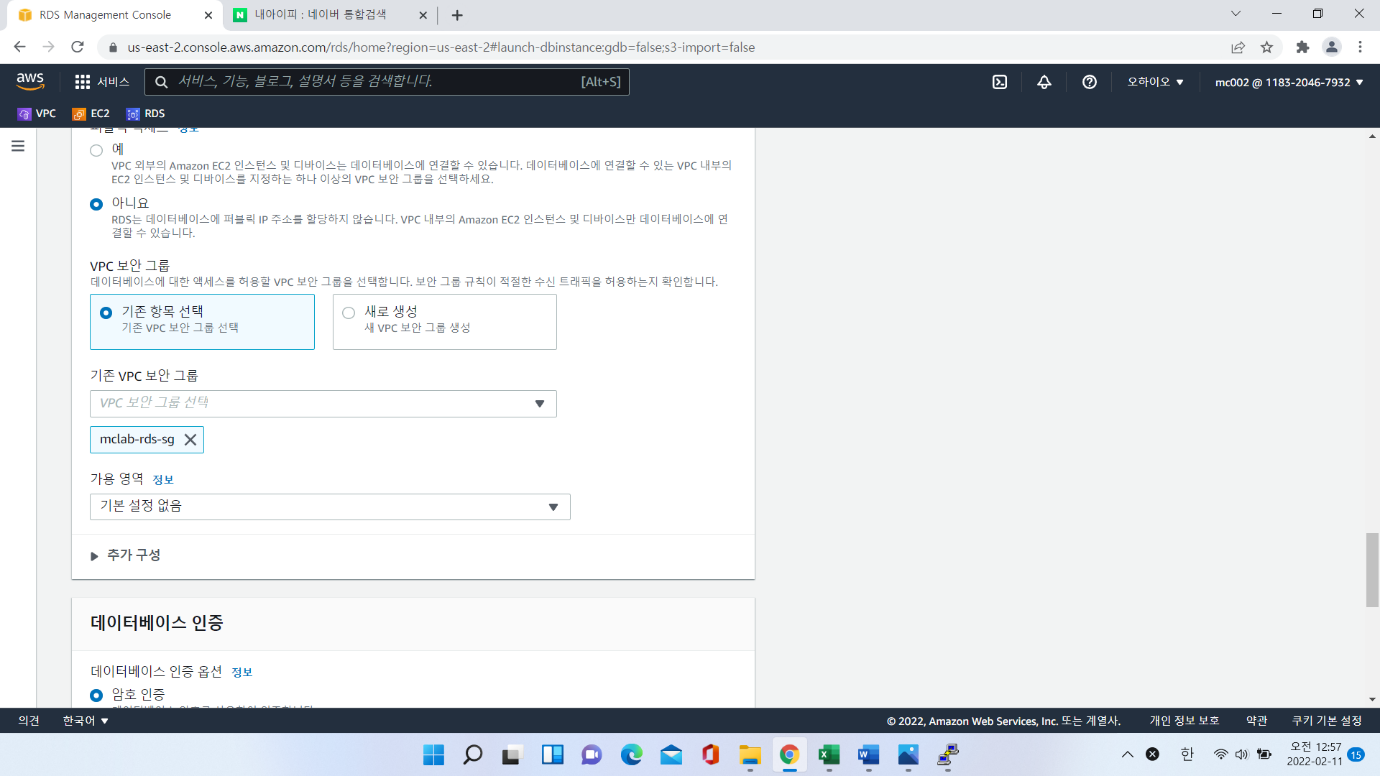 RDS Management Console
내아이피 : 네이버 통합검색
us-east-2.console.aws.amazon.com/rds/home?region=us-east-2#launch-dbinstance:gdb=false;s3-import=false
aws
서비스
서비스, 기능, 블로그, 설명서 등을 검색합니다.
[Alt+S]
오하이오
mc002 @ 1183-2046-7932
VPC
EC2
RDS
퍼블릭 액세스 정보
예
VPC 외부의 Amazon EC2 인스턴스 및 디바이스는 데이터베이스에 연결할 수 있습니다. 데이터베이스에 연결할 수 있는 VPC 내부의
EC2 인스턴스 및 디바이스를 지정하는 하나 이상의 VPC 보안 그룹을 선택하세요.
아니요
RDS는 데이터베이스에 퍼블릭 IP 주소를 할당하지 않습니다. VPC 내부의 Amazon EC2 인스턴스 및 디바이스만 데이터베이스에 연
결할 수 있습니다.
VPC 보안 그룹
데이터베이스에 대한 액세스를 허용할 VPC 보안 그룹을 선택합니다. 보안 그룹 규칙이 적절한 수신 트래픽을 허용하는지 확인합니다.
기존 항목 선택
기존 VPC 보안 그룹 선택
새로 생성
새 VPC 보안 그룹 생성
기존 VPC 보안 그룹
VPC 보안 그룹 선택
mclab-rds-sg
가용 영역 정보
기본 설정 없음
추가 구성
데이터베이스 인증
데이터베이스 인증 옵션 정보
암호 인증
의견
한국어
© 2022, Amazon Web Services, Inc. 또는 계열사.
개인 정보 보호
약관
쿠키 기본 설정
한
오전 12:57
2022-02-11
15